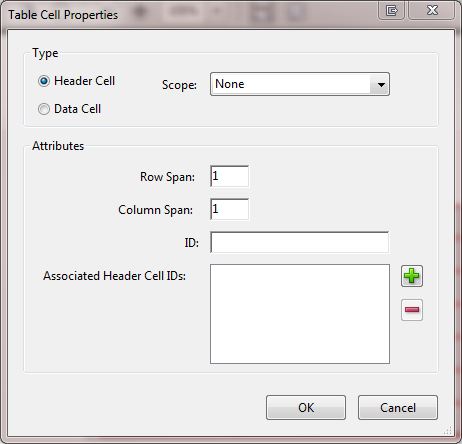 Table Cell Properties
Type
Header Cell
Scope: None
Data Cell
Attributes
Row Span: 1
Column Span: 1
ID:
Associated Header Cell IDs:
OK Cancel